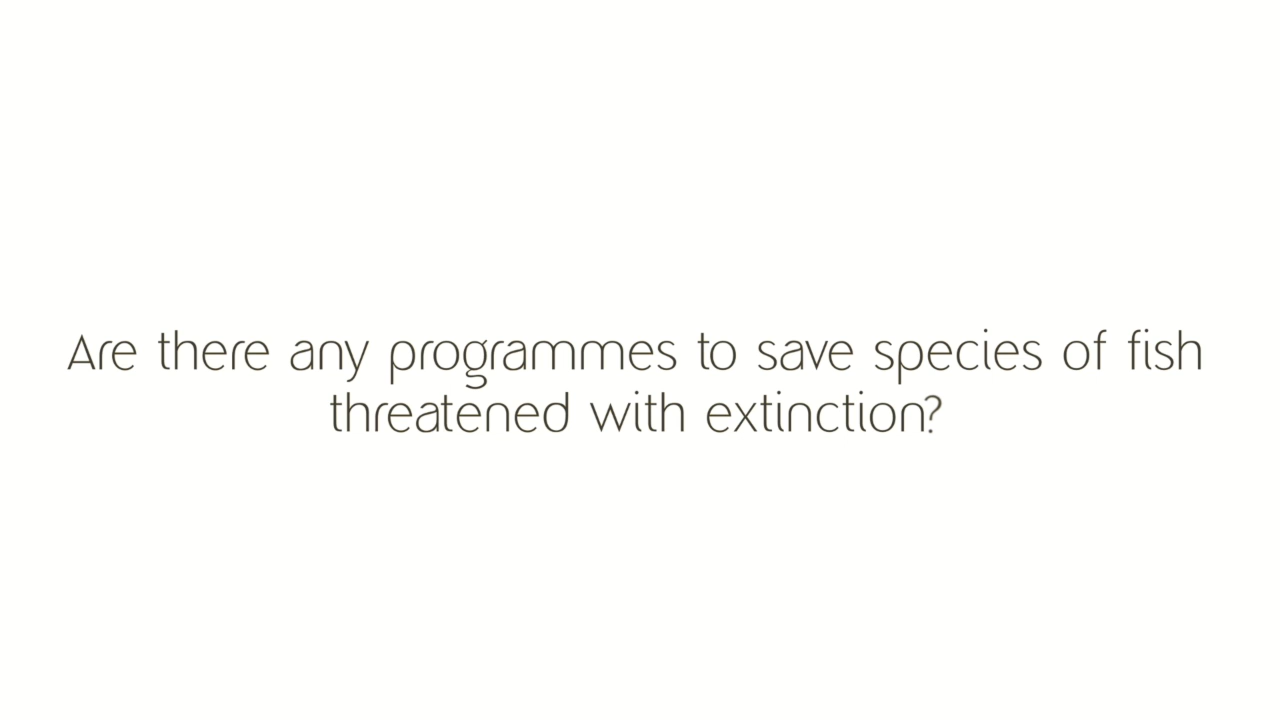 Are there any programmes to save species of fish
threatened with extinction?